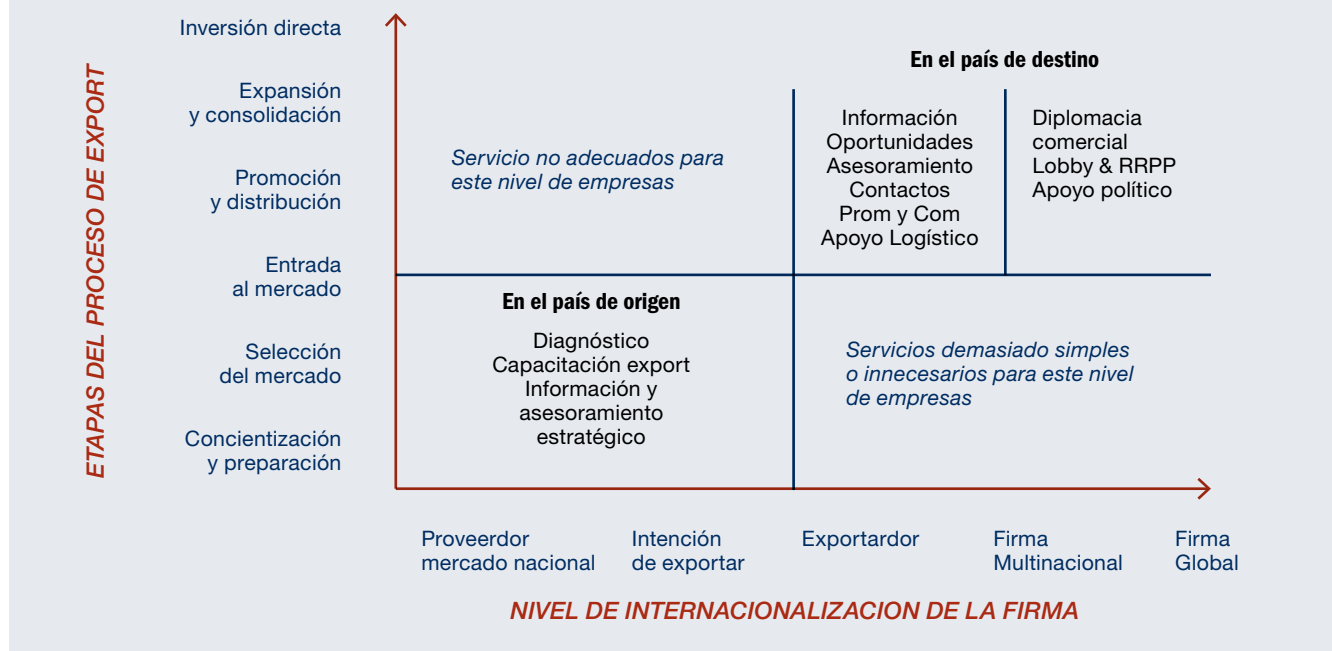 ETAPAS DEL PROCESO DE EXPORT
Inversión directa
Expansión
y consolidación
Promoción
y distribución
Entrada
al mercado
Selección
del mercado
Concientización
y preparación
Servicio no adecuados para
este nivel de empresas
En el país de destino
Información
Oportunidades
Asesoramiento
Contactos
Prom y Com
Apoyo Logístico
Diplomacia
comercial
Lobby & RRPP
Apoyo político
En el país de origen
Diagnóstico
Capacitación export
Información y
asesoramiento
estratégico
Servicios demasiado simples
o innecesarios para este nivel
de empresas
Proveerdor
mercado nacional
Intención
de exportar
Exportardor
Firma
Multinacional
Firma
Global
NIVEL DE INTERNACIONALIZACION DE LA FIRMA